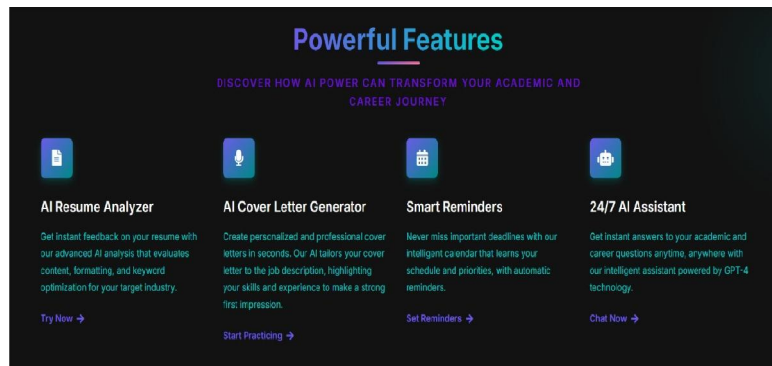 Powerful Features
DISCOVER HOW AI POWER CAN TRANSFORM YOUR ACADEMIC AND
CAREER JOURNEY
AI Resume Analyzer
Get instant feedback on your resume with
our advanced AI analysis that evaluates
content, formatting, and keyword
optimization for your target industry.
Try Now →
AI Cover Letter Generator
Create personalized and professional cover
letters in seconds. Our AI tailors your cover
letter to the job description, highlighting
your skills and experience to make a strong
first impression.
Start Practicing →
Smart Reminders
Never miss important deadlines with our
intelligent calendar that learns your
schedule and priorities, with automatic
reminders.
Set Reminders →
24/7 AI Assistant
Get instant answers to your academic and
career questions anytime, anywhere with
our intelligent assistant powered by GPT-4
technology.
Chat Now →